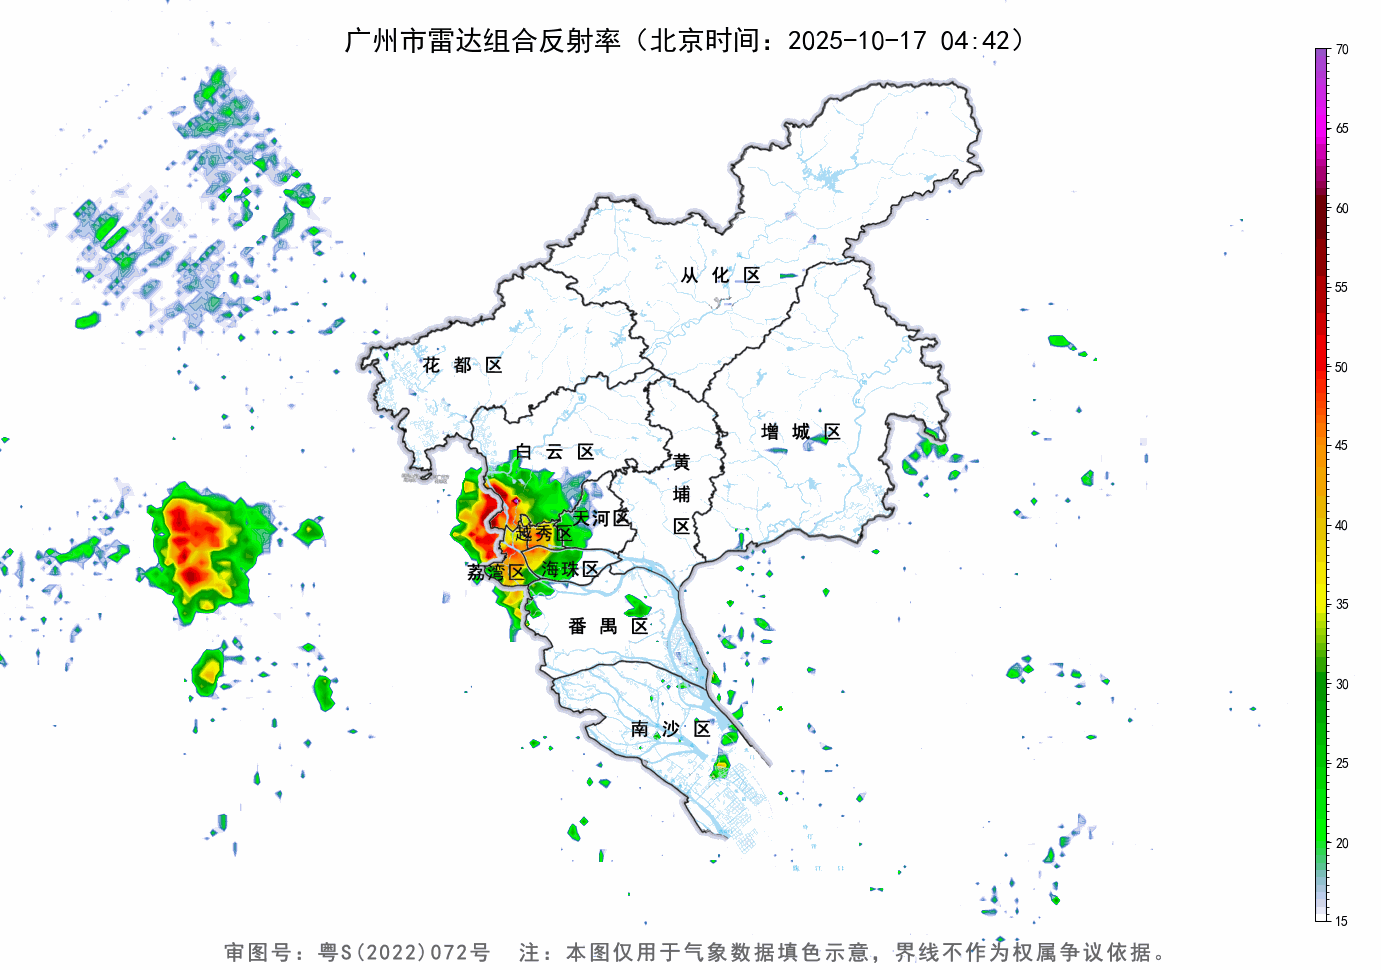 广州市雷达组合反射率（北京时间：2025-10-17 04:42）
70
65
60
55
50
45
40
35
30
25
20
15
从化区
花都区
增城区
白云区
黄埔区
天河区
越秀区
荔湾区
海珠区
番禺区
南沙区
审图号：粤S(2022)072号 注：本图仅用于气象数据填色示意，界线不作为权属争议依据。